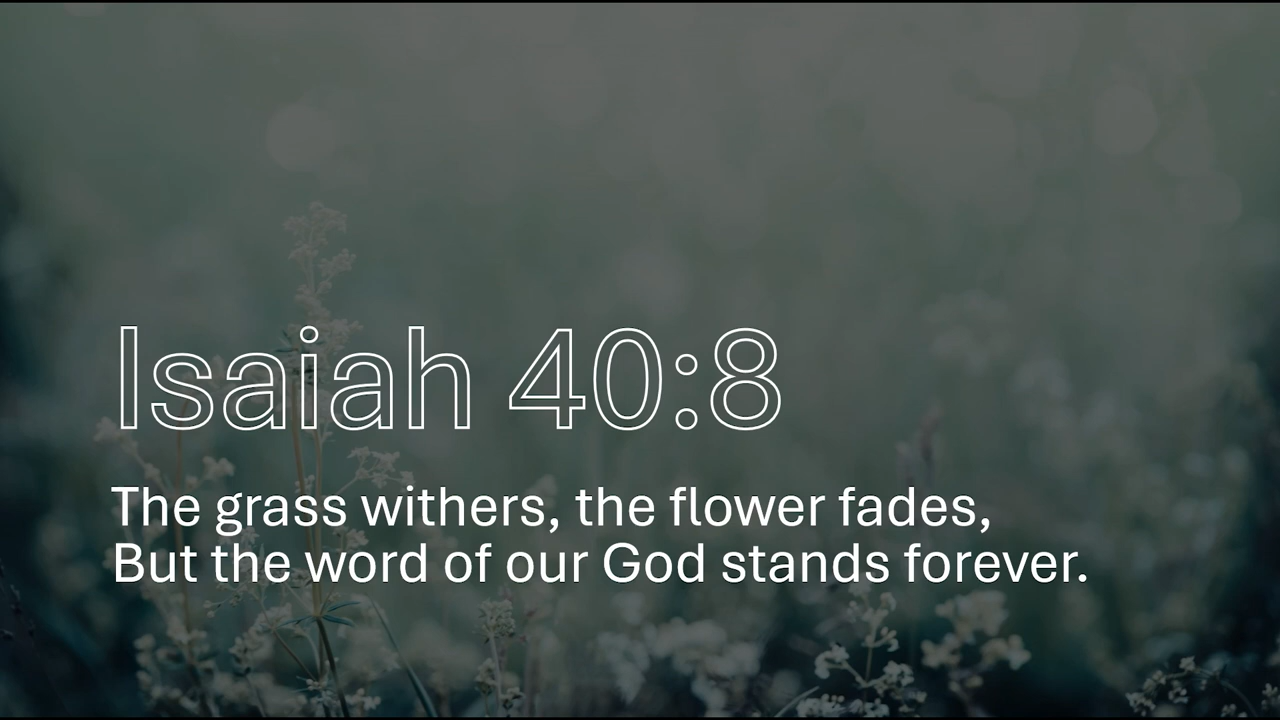 Isaiah 40:8
The grass withers, the flower fades,
But the word of our God stands forever.